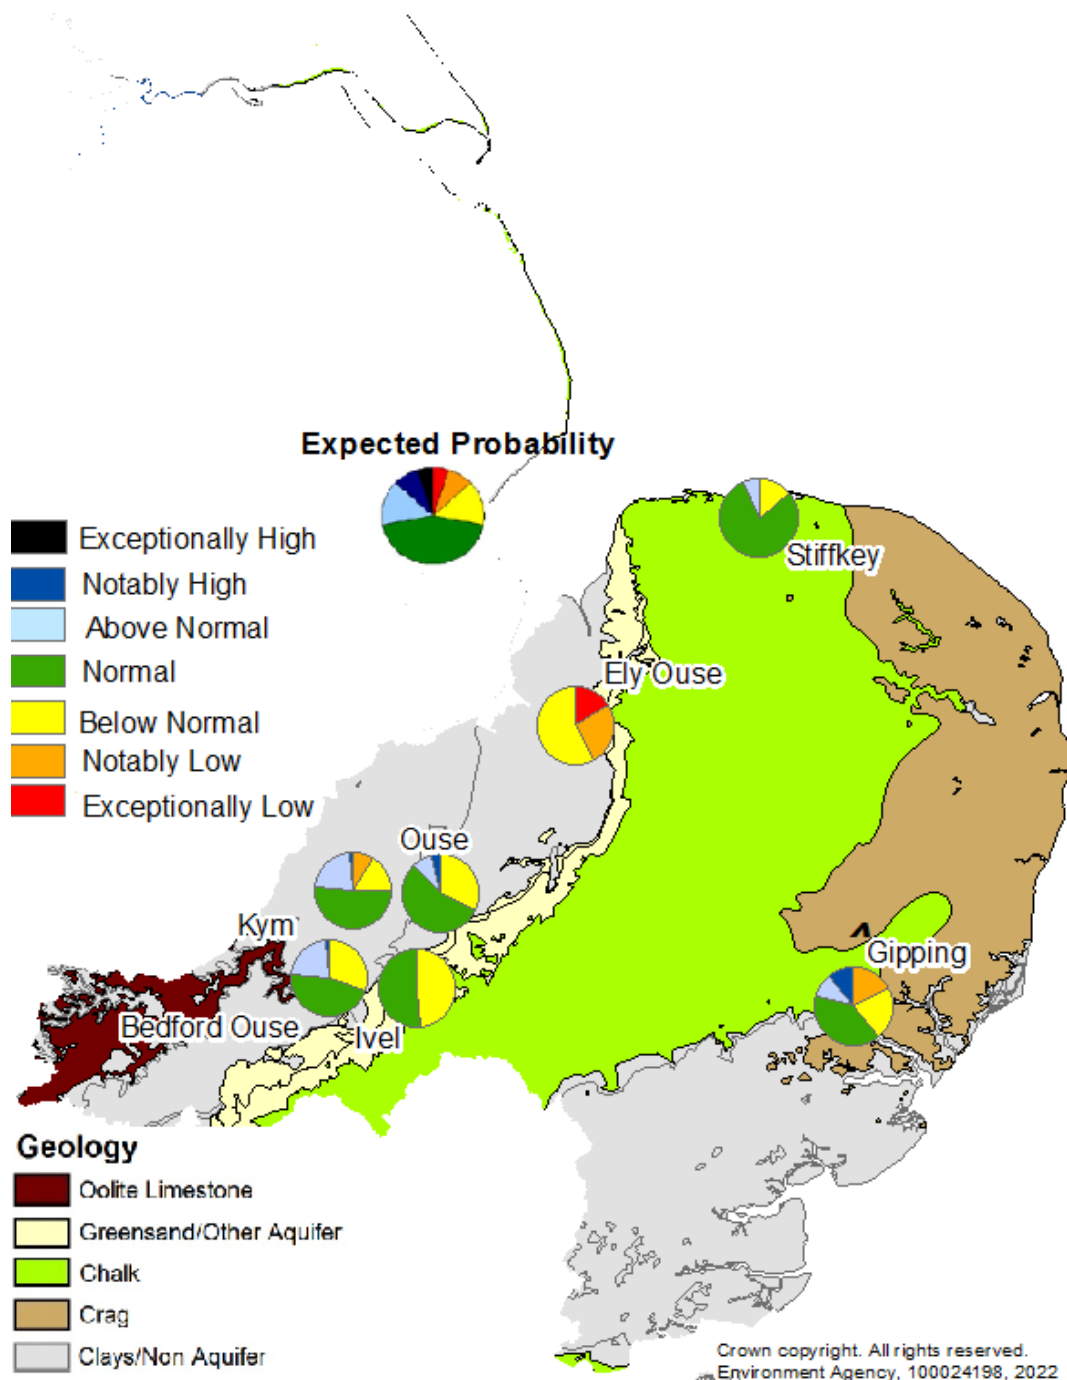 Expected Probability
Exceptionally High
Notably High
Above Normal
Normal
Below Normal
Notably Low
Exceptionally Low
Stiffkey
Ely Ouse
Ouse
Kym
Gipping
Bedford Ouse
Ivel
Geology
Oolite Limestone
Greensand/Other Aquifer
Chalk
Crag
Clays/Non Aquifer
Crown copyright. All rights reserved.
Environment Agency, 100024198, 2022